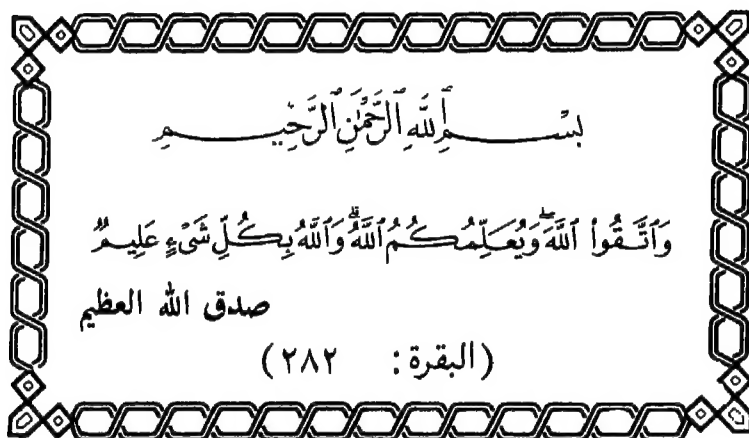 بِسْمِ ٱللَّهِ ٱلرَّحْمَٰنِ ٱلرَّحِيمِ
وَٱتَّقُوا۟ ٱللَّهَ ۖ وَيُعَلِّمُكُمُ ٱللَّهُ ۗ وَٱللَّهُ بِكُلِّ شَىْءٍ عَلِيمٌ
صدق الله العظيم
(البقرة: ٢٨٢)